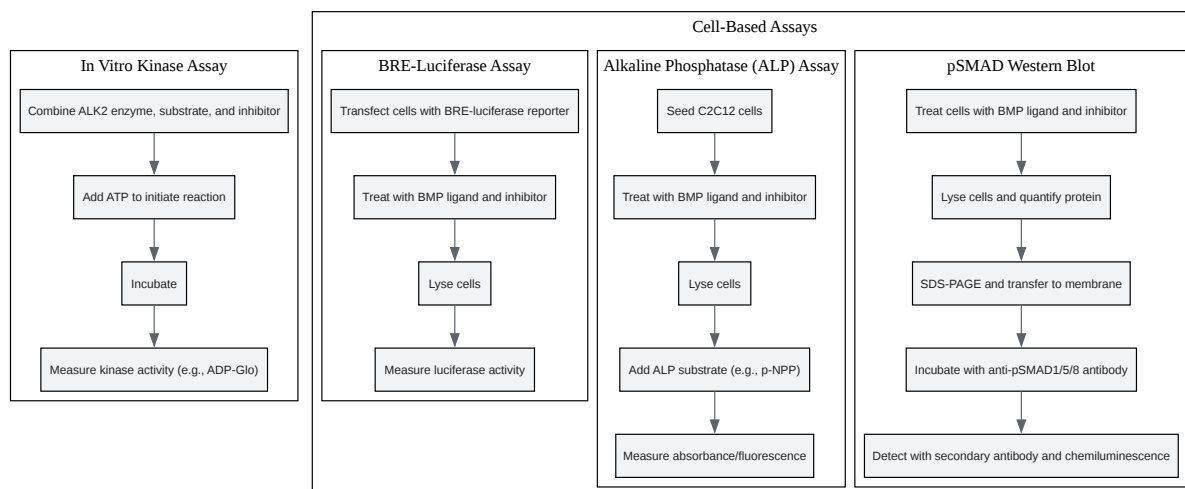 Cell-Based Assays
In Vitro Kinase Assay
Combine ALK2 enzyme, substrate, and inhibitor
Add ATP to initiate reaction
Incubate
Measure kinase activity (e.g., ADP-Glo)
BRE-Luciferase Assay
Transfect cells with BRE-luciferase reporter
Treat with BMP ligand and inhibitor
Lyse cells
Measure luciferase activity
Alkaline Phosphatase (ALP) Assay
Seed C2C12 cells
Treat with BMP ligand and inhibitor
Lyse cells
Add ALP substrate (e.g., p-NPP)
Measure absorbance/fluorescence
pSMAD Western Blot
Treat cells with BMP ligand and inhibitor
Lyse cells and quantify protein
SDS-PAGE and transfer to membrane
Incubate with anti-pSMAD1/5/8 antibody
Detect with secondary antibody and chemiluminescence